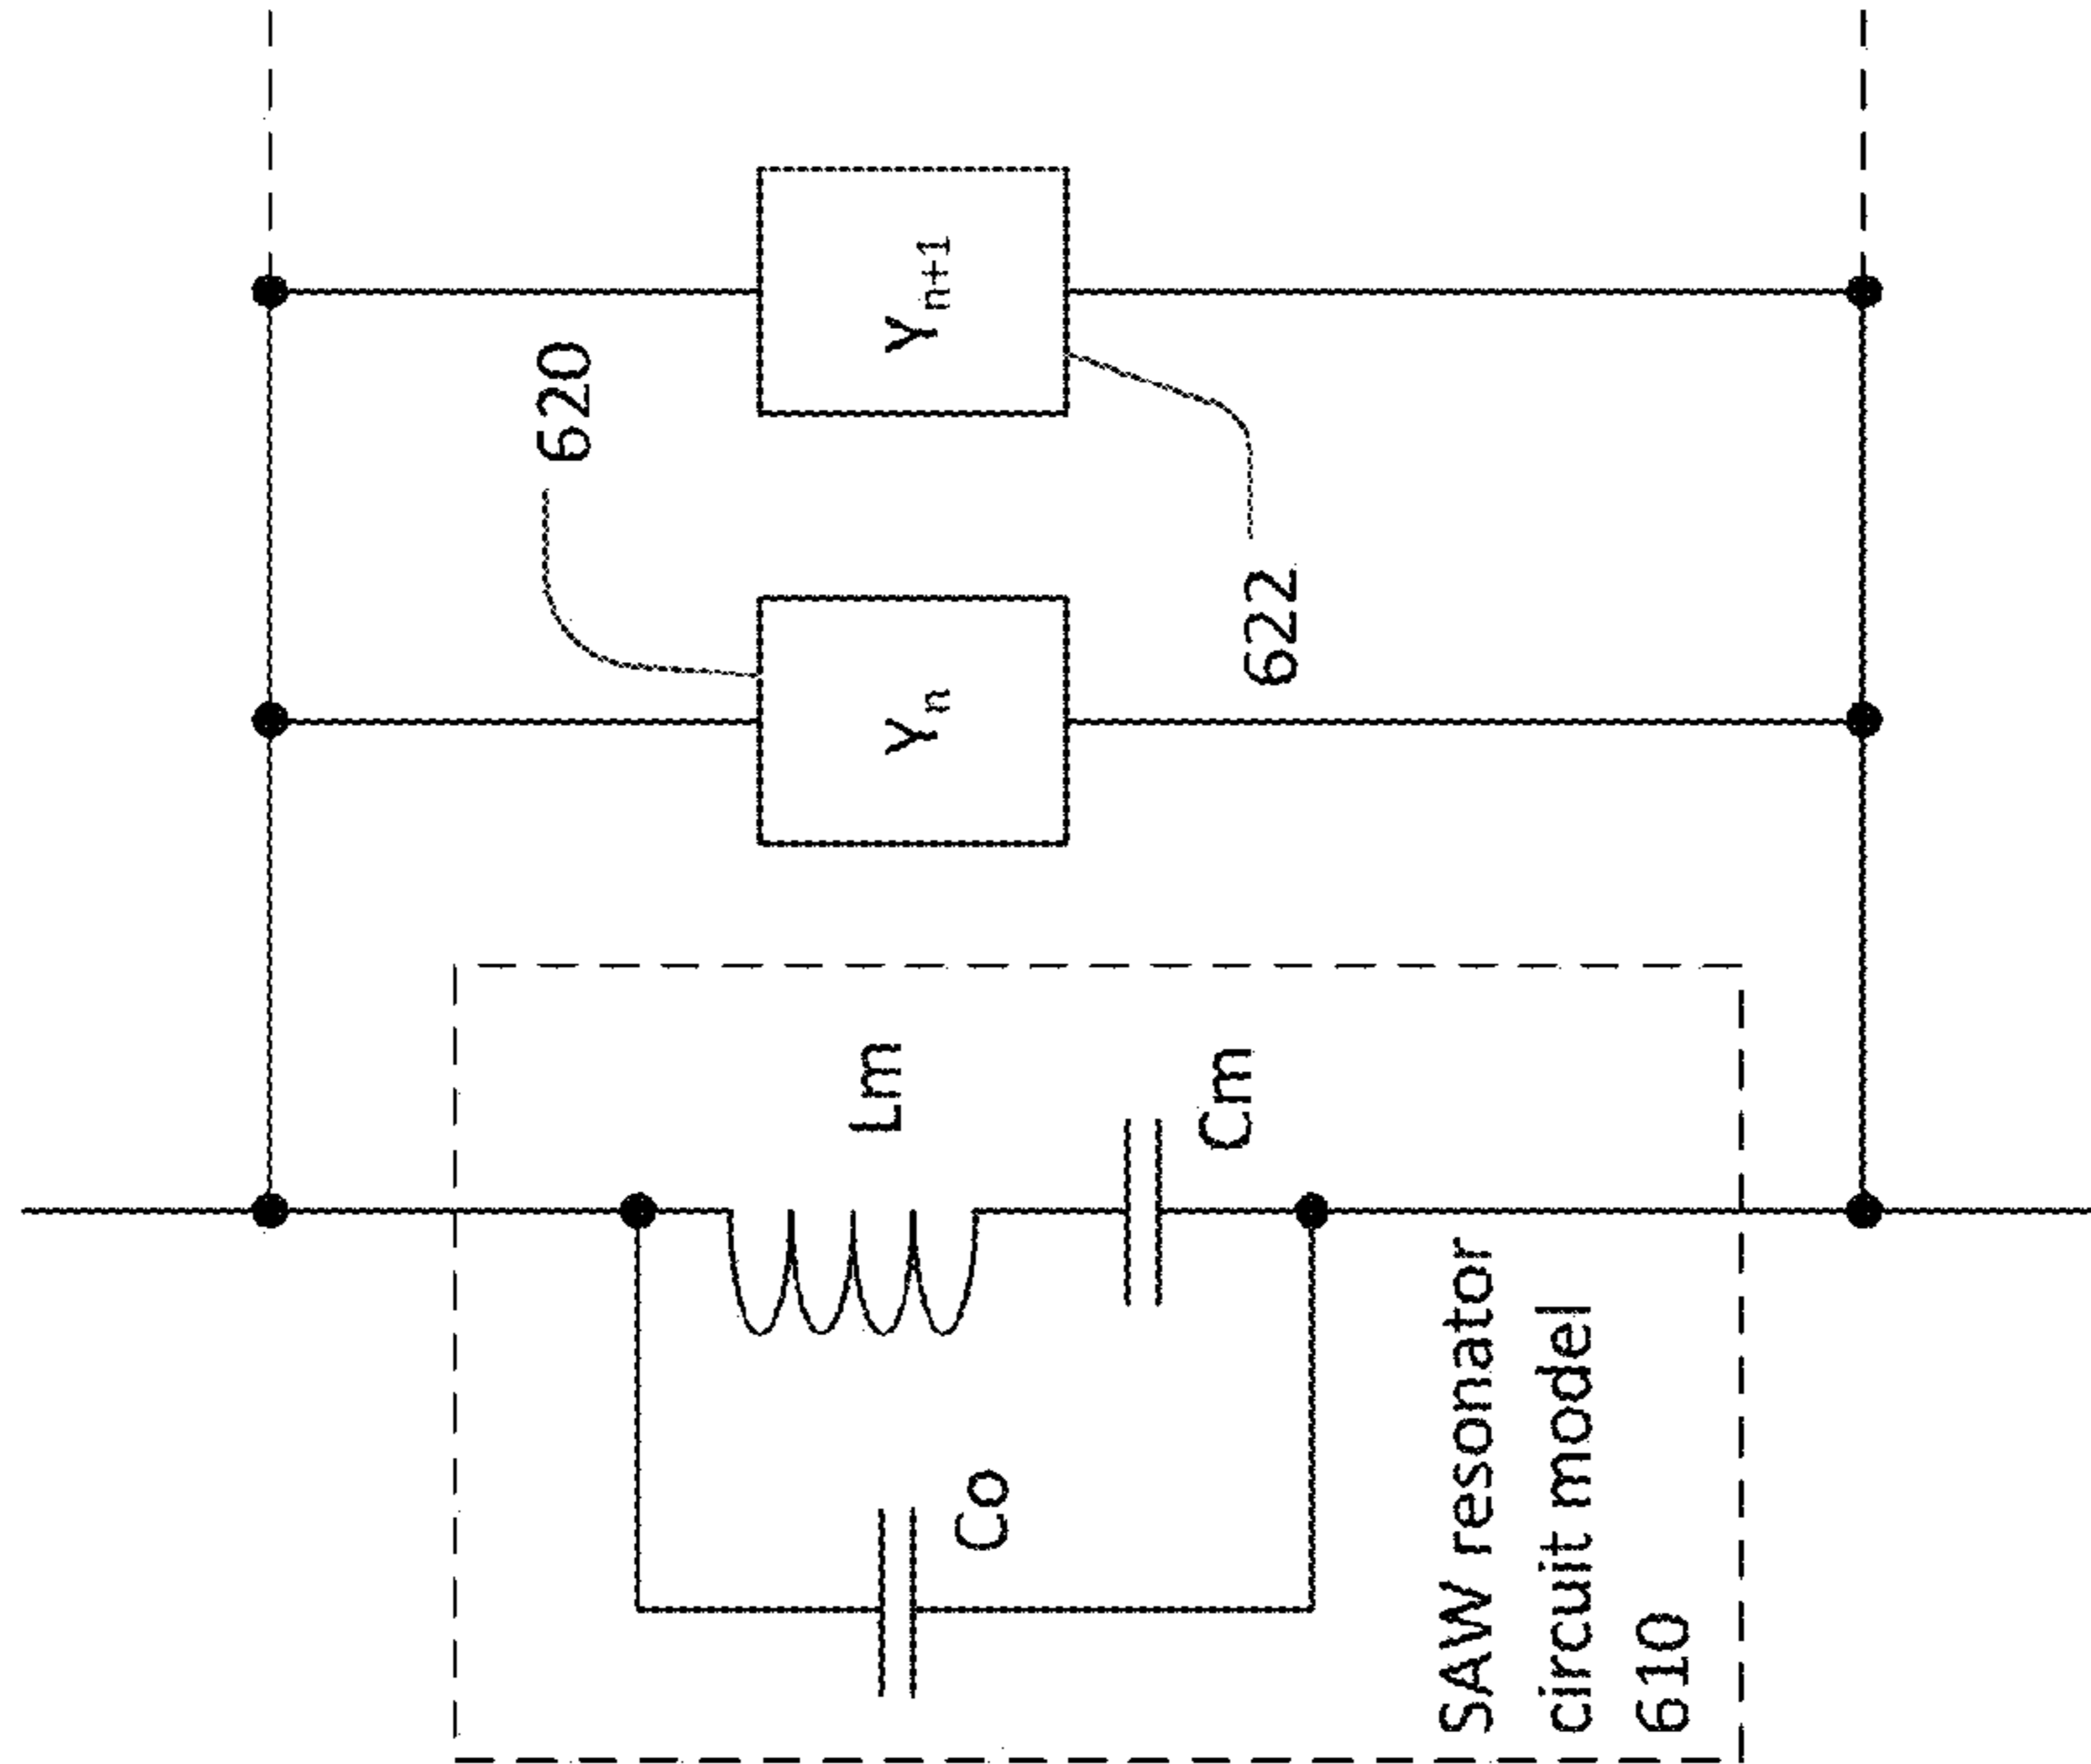 SAW resonator
circuit model
610
Co
Lm
Cm
620
Yn
Yn+1
622